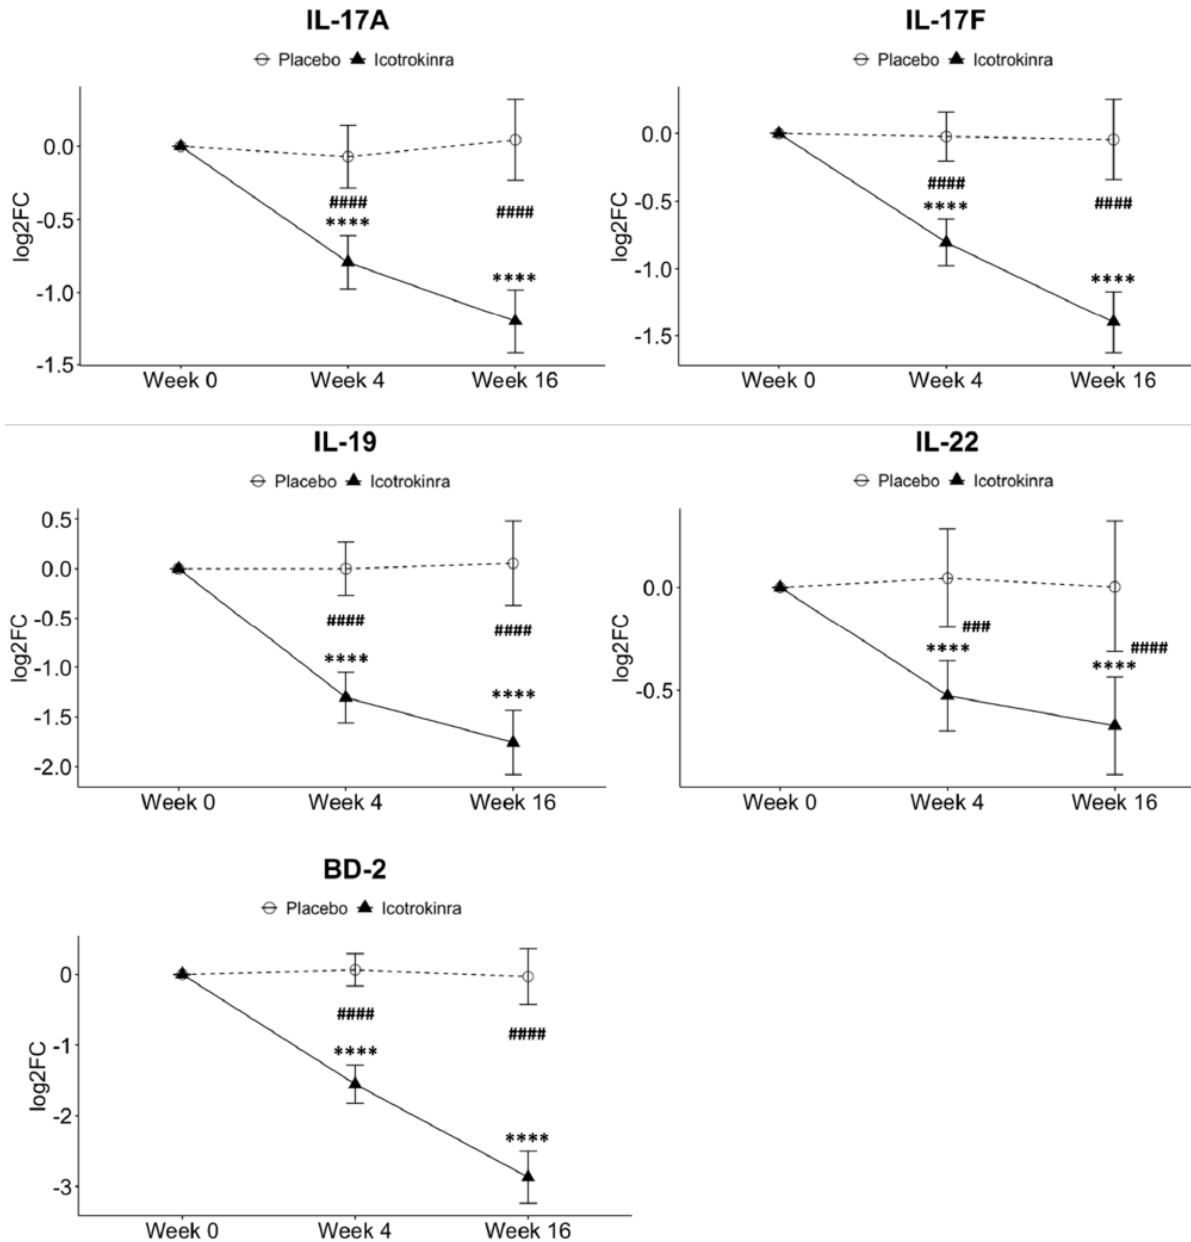 IL-17A
Placebo Icotrokinra
log2FC
0.0
-0.5
-1.0
-1.5
####
****
####
****
Week 0 Week 4 Week 16
IL-17F
Placebo Icotrokinra
log2FC
0.0
-0.5
-1.0
-1.5
####
****
####
****
Week 0 Week 4 Week 16
IL-19
Placebo Icotrokinra
log2FC
0.5
0.0
-0.5
-1.0
-1.5
-2.0
####
****
####
****
Week 0 Week 4 Week 16
IL-22
Placebo Icotrokinra
log2FC
0.0
-0.5
###
****
####
****
Week 0 Week 4 Week 16
BD-2
Placebo Icotrokinra
log2FC
0
-1
-2
-3
####
****
####
****
Week 0 Week 4 Week 16